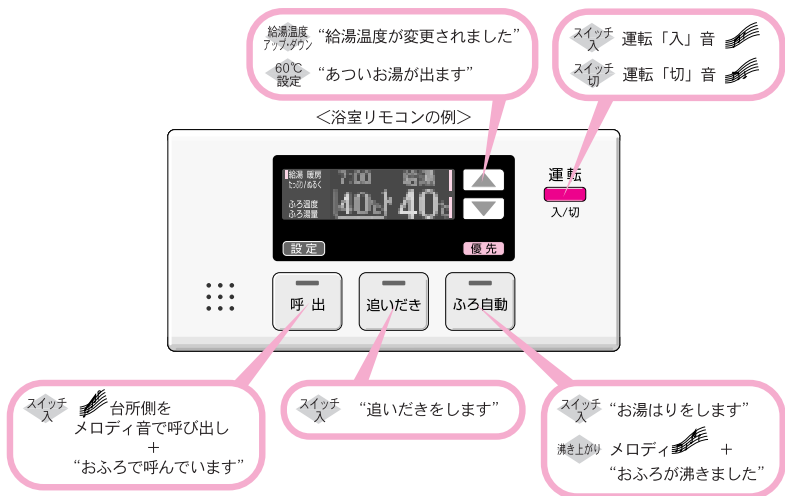 給湯温度
アップ・ダウン
“給湯温度が変更されました”
60℃
設定
“あついお湯が出ます”
スイッチ
入
運転「入」音
スイッチ
切
運転「切」音
＜浴室リモコンの例＞
給湯 暖房
たっぷり/ぬるく
7:00 給湯
ふろ温度
ふろ湯量
40℃ 40℃
設定
優先
運転
入/切
呼出
追いだき
ふろ自動
スイッチ
入
台所側を
メロディ音で呼び出し
+
“おふろで呼んでいます”
スイッチ
入
“追いだきをします”
スイッチ
入
“お湯はりをします”
沸き上がり
メロディ +
“おふろが沸きました”